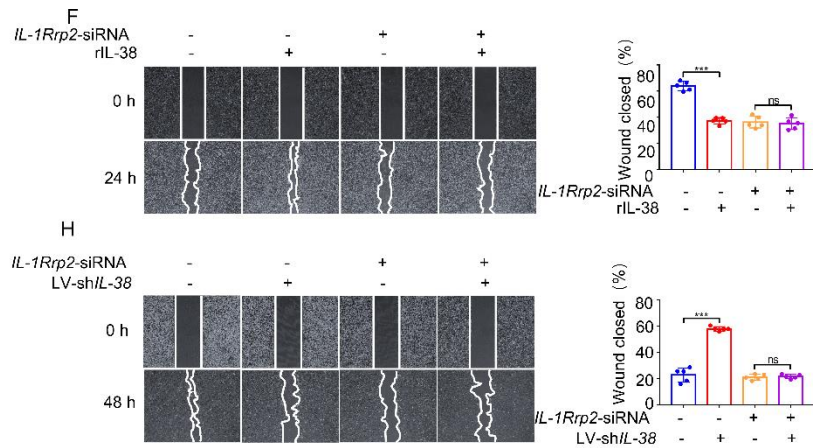 F
IL-1Rrp2-siRNA - - + +
rIL-38 - + - +
0 h
24 h
Wound closed (%)
80
60
40
20
0
***
ns
IL-1Rrp2-siRNA - - + +
rIL-38 - + - +
H
IL-1Rrp2-siRNA - - + +
LV-shIL-38 - + - +
0 h
48 h
Wound closed (%)
80
60
40
20
0
***
ns
IL-1Rrp2-siRNA - - + +
LV-shIL-38 - + - +